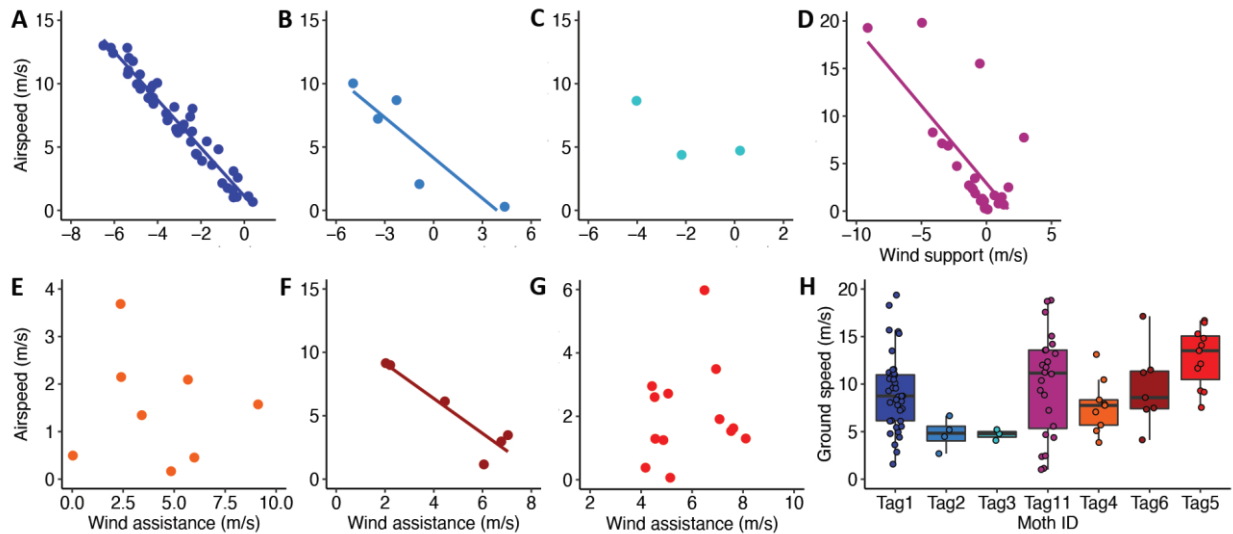 A B C D
Airspeed (m/s)
15 10 5 0
−8 −6 −4 −2 0
15 10 5 0
−6 −3 0 3 6
15 10 5 0
−6 −4 −2 0 2
20 15 10 5 0
−10 −5 0 5
Wind support (m/s)
E F G H
Airspeed (m/s)
4 3 2 1 0
0.0 2.5 5.0 7.5 10.0
Wind assistance (m/s)
15 10 5 0
0 2 4 6 8
Wind assistance (m/s)
6 4 2 0
2 4 6 8 10
Wind assistance (m/s)
Ground speed (m/s)
20 15 10 5 0
Tag1 Tag2 Tag3 Tag11 Tag4 Tag6 Tag5
Moth ID